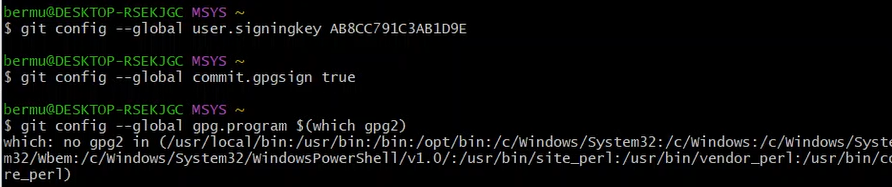 bermu@DESKTOP-RSEKJGC MSYS ~
$ git config --global user.signingkey AB8CC791C3AB1D9E
bermu@DESKTOP-RSEKJGC MSYS ~
$ git config --global commit.gpgsign true
bermu@DESKTOP-RSEKJGC MSYS ~
$ git config --global gpg.program $(which gpg2)
which: no gpg2 in (/usr/local/bin:/usr/bin:/bin:/opt/bin:/c/Windows/System32:/c/Windows:/c/Windows/Syste
m32/Wbem:/c/Windows/System32/WindowsPowerShell/v1.0/:/usr/bin/site_perl:/usr/bin/vendor_perl:/usr/bin/co
re_perl)